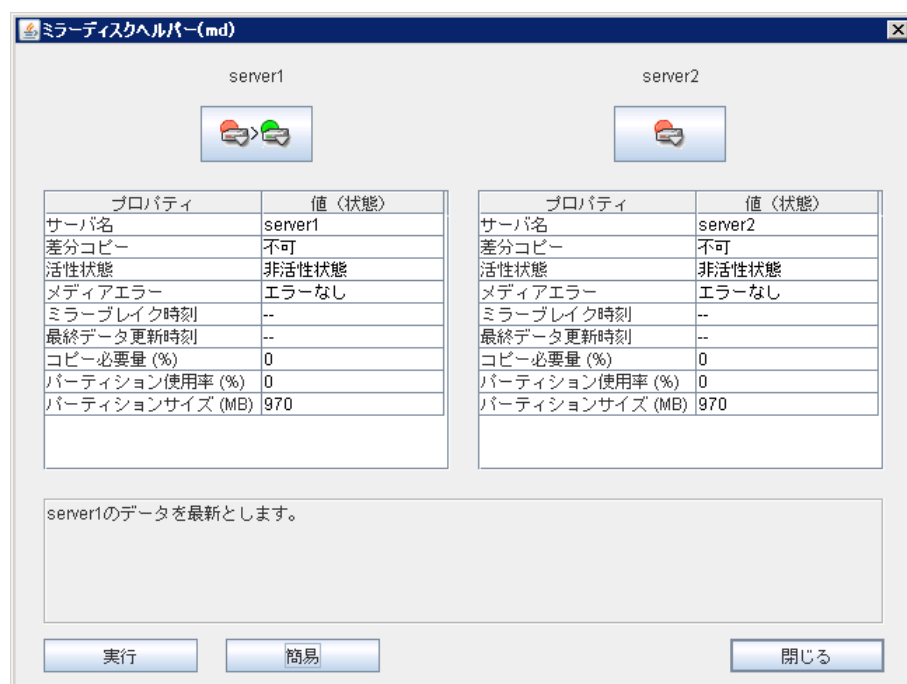 ミラーディスクヘルパー(md)
server1 server2
プロパティ 値（状態） プロパティ 値（状態）
サーバ名 server1 サーバ名 server2
差分コピー 不可 差分コピー 不可
活性状態 非活性状態 活性状態 非活性状態
メディアエラー エラーなし メディアエラー エラーなし
ミラーブレイク時刻 -- ミラーブレイク時刻 --
最終データ更新時刻 -- 最終データ更新時刻 --
コピー必要量 (%) 0 コピー必要量 (%) 0
パーティション使用率 (%) 0 パーティション使用率 (%) 0
パーティションサイズ (MB) 970 パーティションサイズ (MB) 970
server1のデータを最新とします。
実行 簡易 閉じる